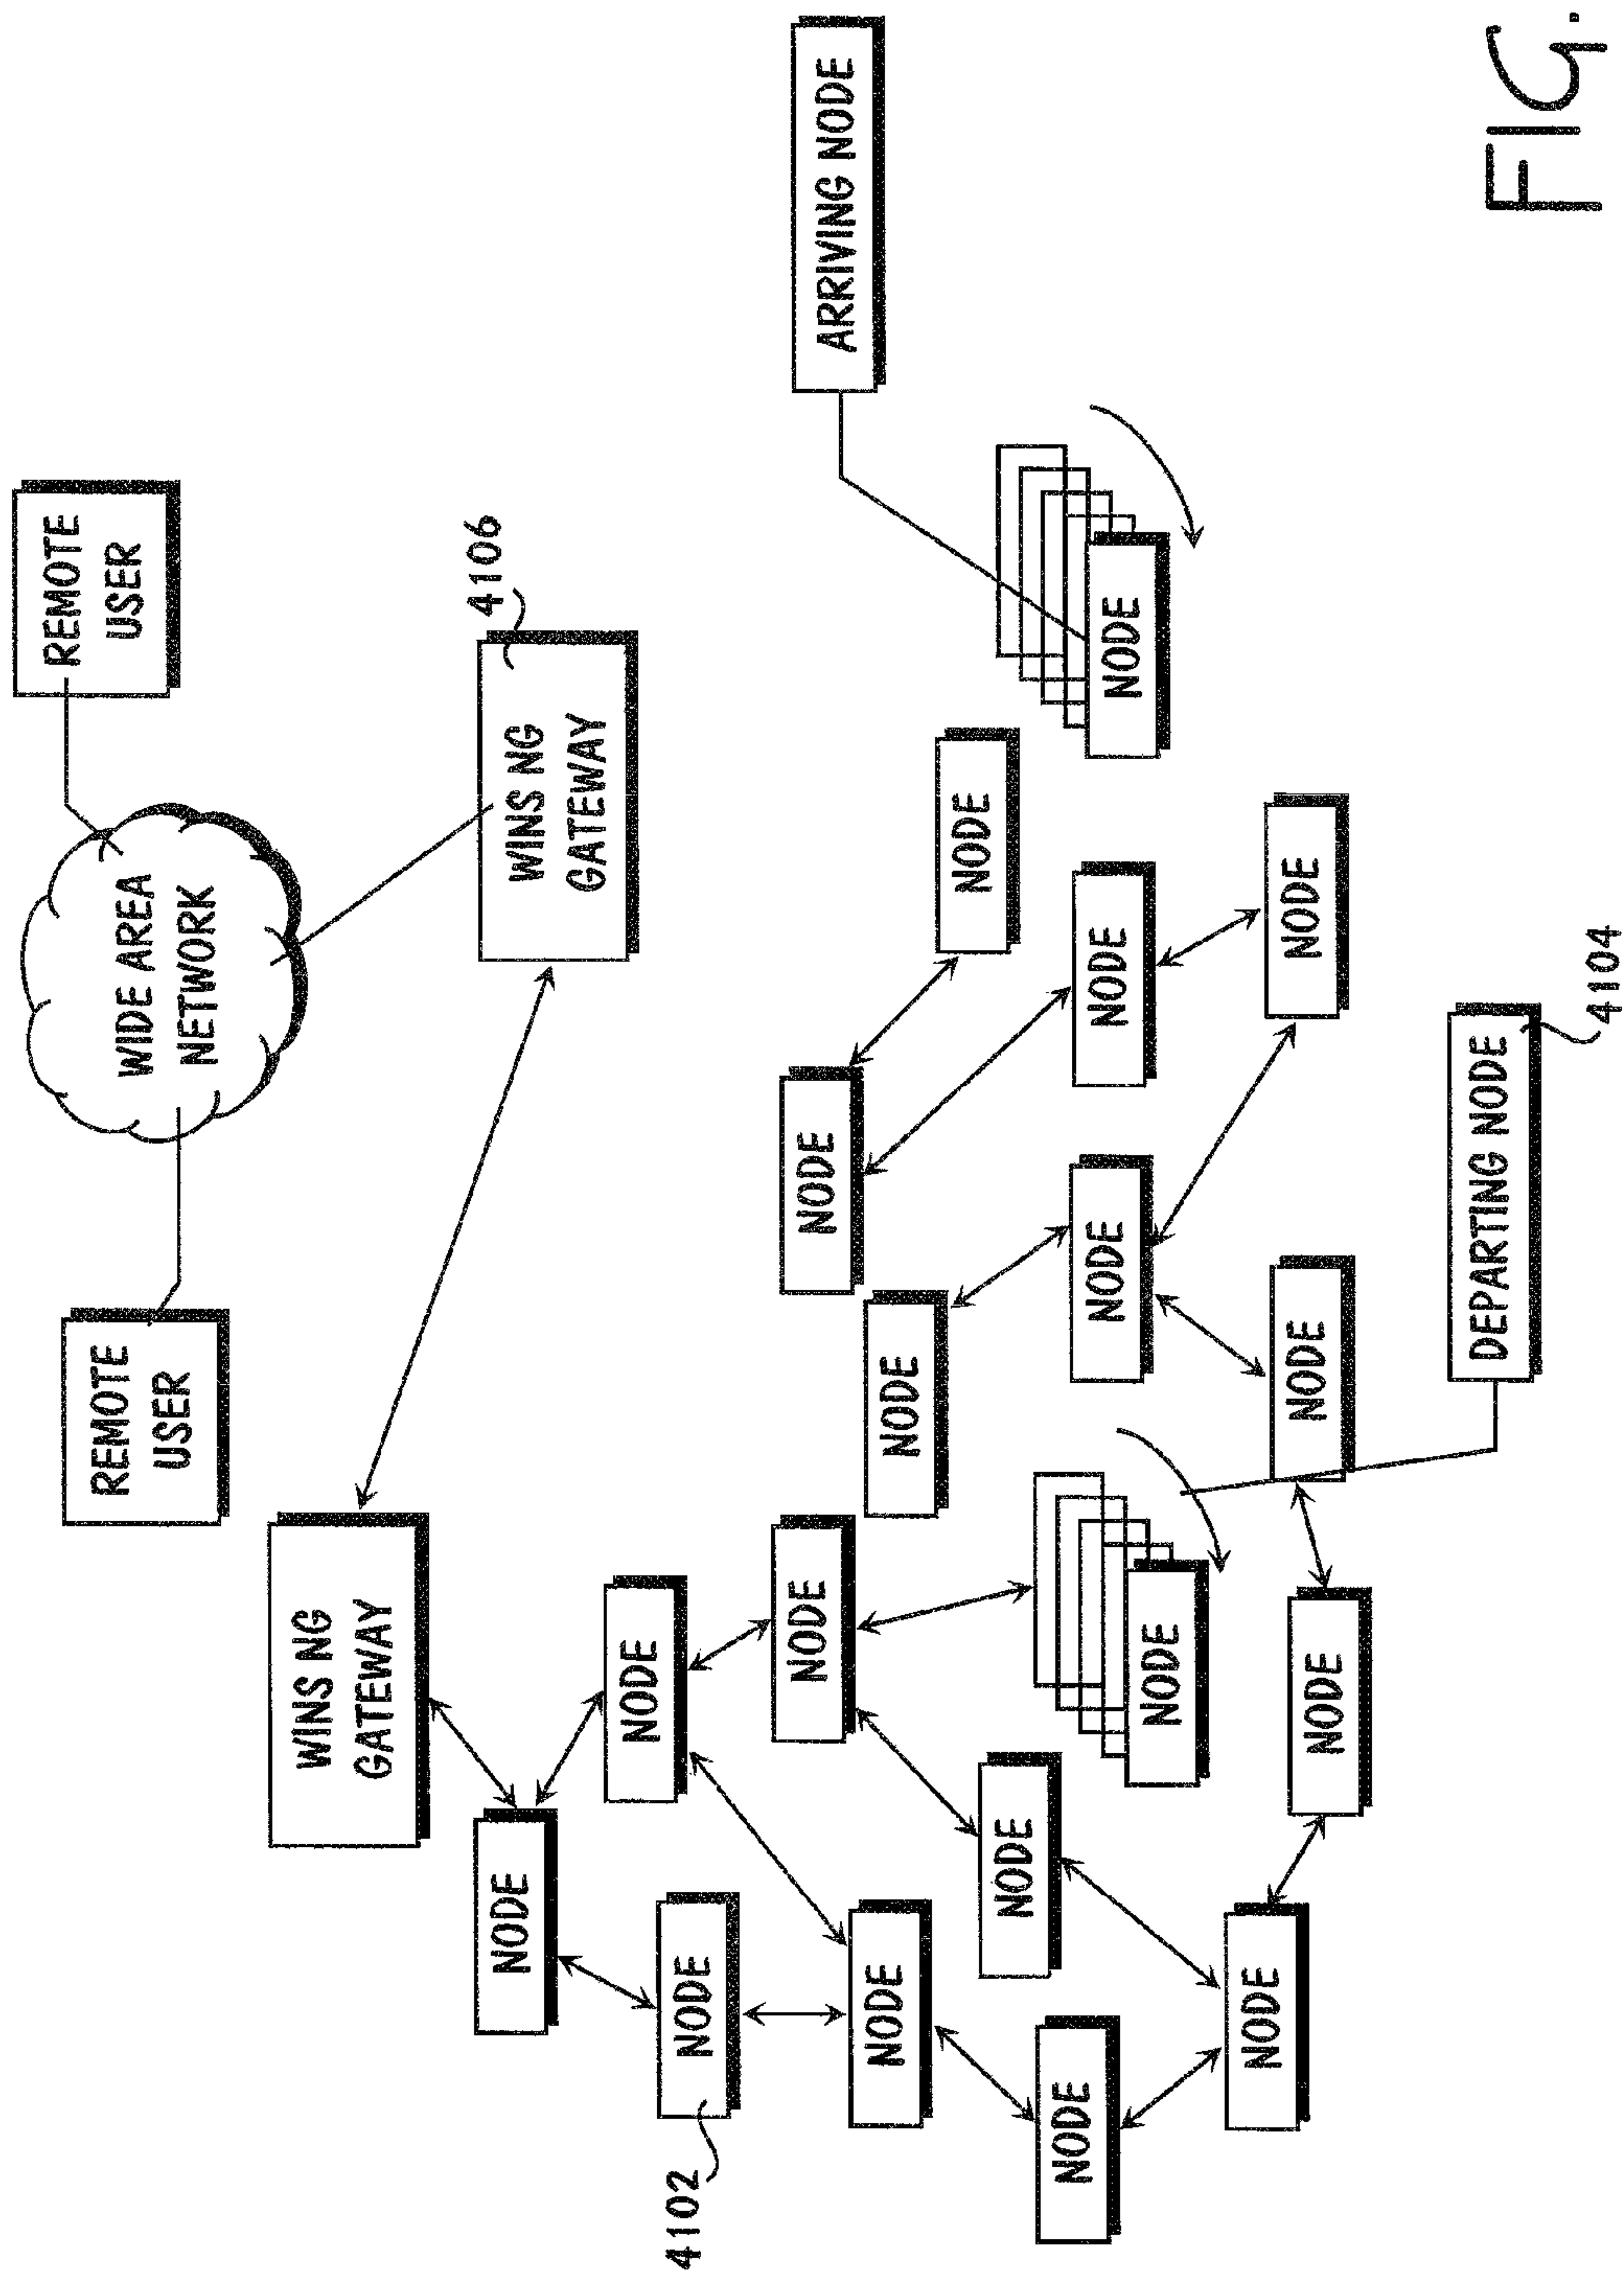 REMOTE
USER
WIDE AREA
NETWORK
REMOTE
USER
WINS NG
GATEWAY
4106
WINS NG
GATEWAY
NODE
NODE
4102
NODE
NODE
NODE
ARRIVING NODE
NODE
NODE
NODE
NODE
NODE
NODE
NODE
NODE
NODE
NODE
NODE
NODE
NODE
DEPARTING NODE
4104
FIG.